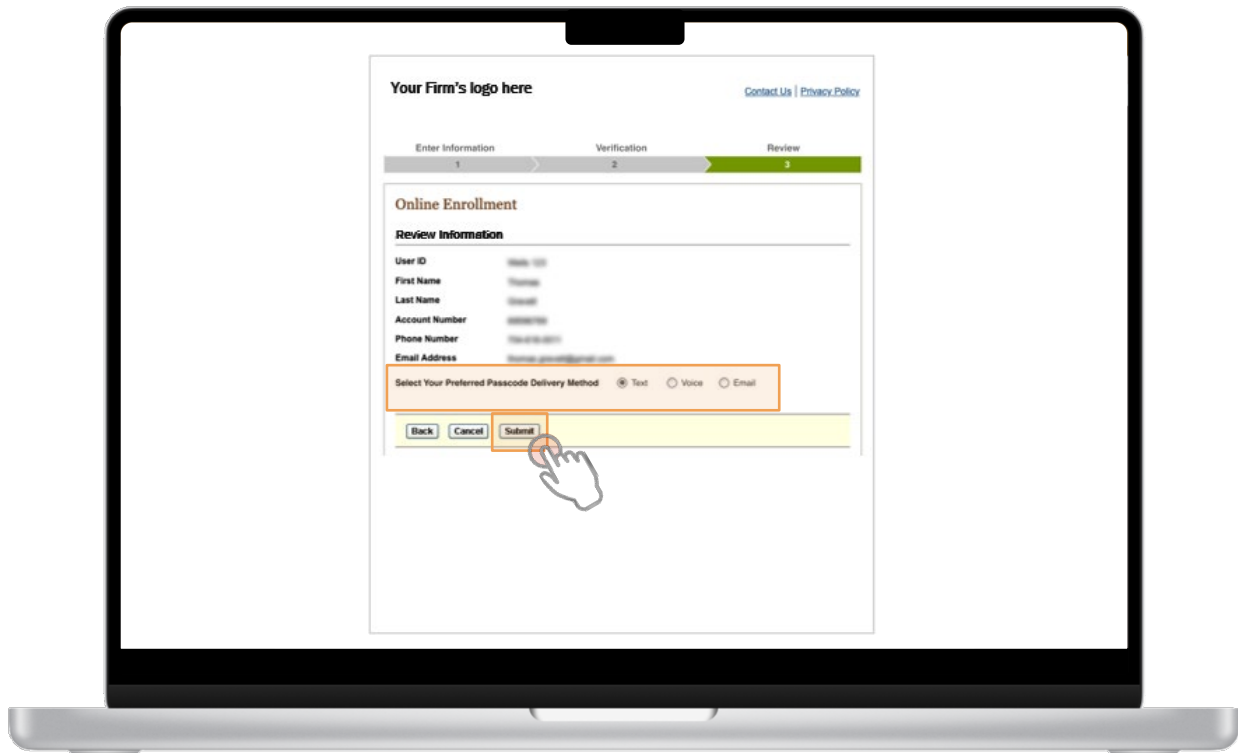 Your Firm's logo here
Contact Us | Privacy Policy
Enter Information Verification Review
1 2 3
Online Enrollment
Review Information
User ID
First Name
Last Name
Account Number
Phone Number
Email Address
Select Your Preferred Passcode Delivery Method Text Voice Email
Back Cancel Submit